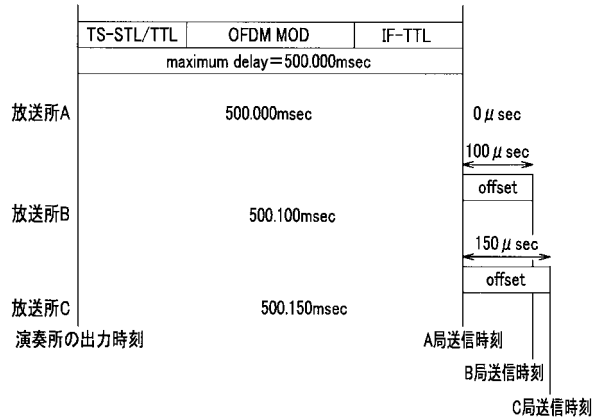 TS-STL/TTL OFDM MOD IF-TTL
maximum delay=500.000msec
放送所A 500.000msec 0μsec
100μsec
offset
放送所B 500.100msec
150μsec
offset
放送所C 500.150msec
演奏所の出力時刻 A局送信時刻
B局送信時刻
C局送信時刻